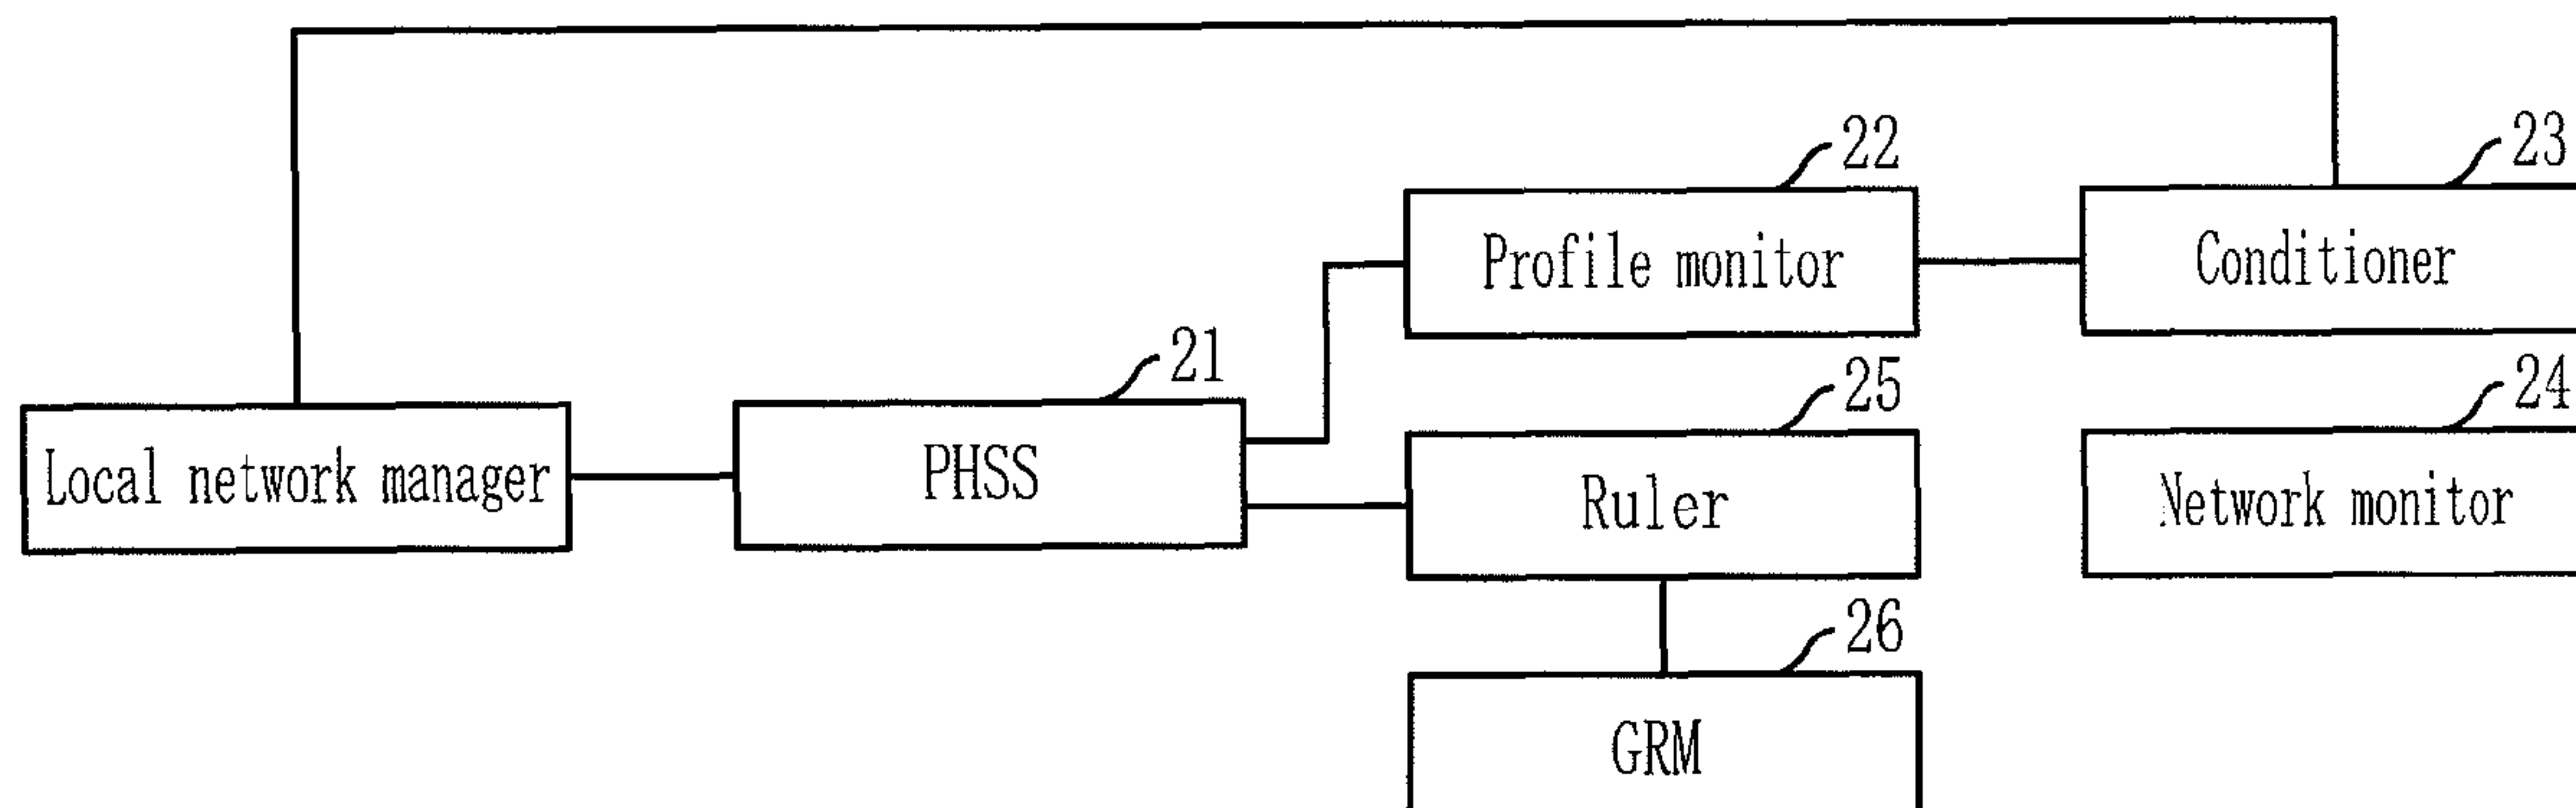 22
23
Profile monitor
Conditioner
21
25
24
Local network manager
PHSS
Ruler
Network monitor
26
GRM